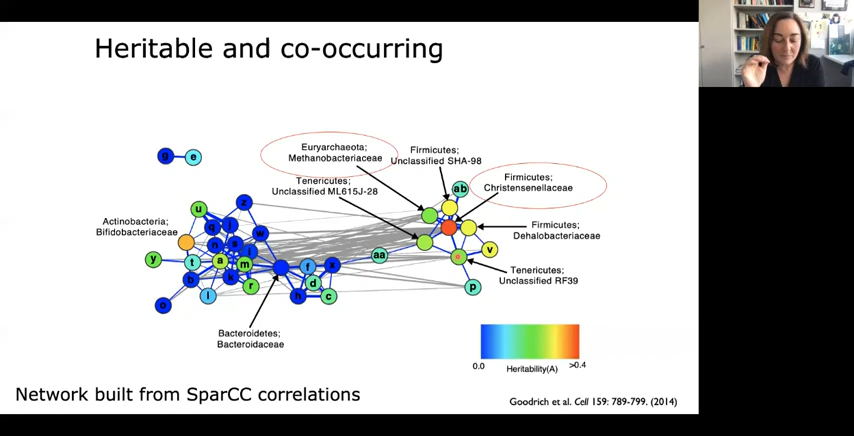 Heritable and co-occurring
g
e
Euryarchaeota;
Methanobacteriaceae
Firmicutes;
Unclassified SHA-98
Tenericutes;
Unclassified ML615J-28
Firmicutes;
Christensenellaceae
ab
z
u
q
i
Actinobacteria;
Bifidobacteriaceae
w
n
s
j
Firmicutes;
Dehalobacteriaceae
y
t
a
m
aa
v
f
x
Tenericutes;
Unclassified RF39
b
k
r
d
p
l
h
c
o
Bacteroidetes;
Bacteroidaceae
0.0
>0.4
Heritability(A)
Network built from SparCC correlations
Goodrich et al. Cell 159: 789-799. (2014)